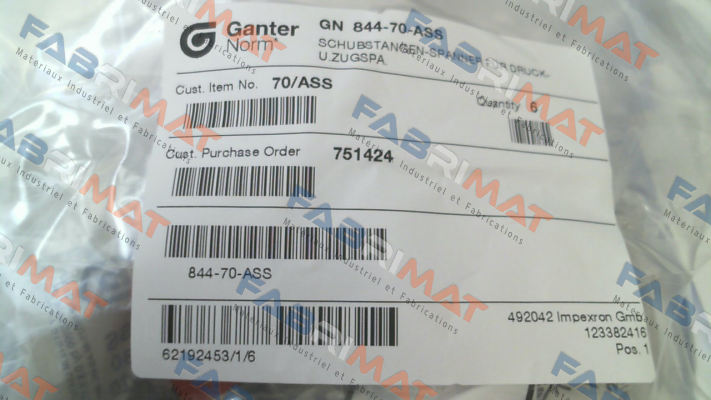 Ganter
Norm®
GN 844-70-ASS
SCHUBSTANGEN-SPANNER FÜR DRUCK-
U.ZUGSPA.
Cust. Item No. 70/ASS
Quantity 6
Cust. Purchase Order 751424
844-70-ASS
62192453/1/6
492042 Impexron Gmb
123382416
Pos. 1
FABRIMAT
Materiaux Industriel et Fabrications